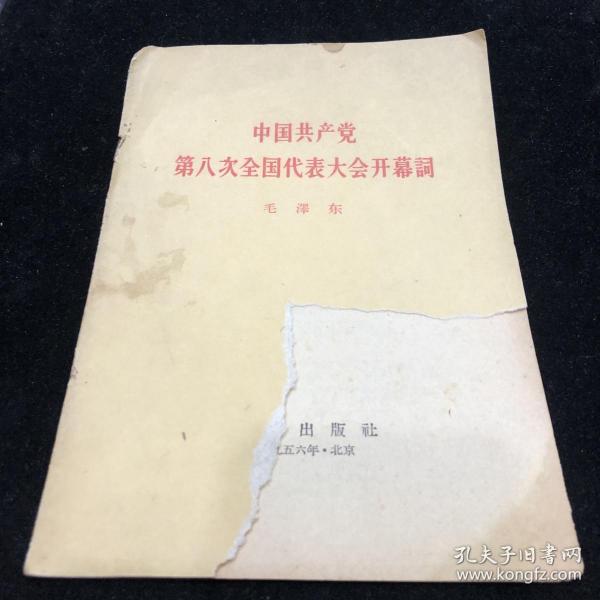 中国共产党
第八次全国代表大会开幕詞
毛 澤 东
出 版 社
五六年·北京
孔夫子旧书网
www.kongfz.com